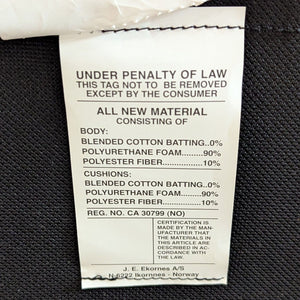 UNDER PENALTY OF LAW
THIS TAG NOT TO BE REMOVED
EXCEPT BY THE CONSUMER
ALL NEW MATERIAL
CONSISTING OF
BODY:
BLENDED COTTON BATTING..0%
POLYURETHANE FOAM.......90%
POLYESTER FIBER...........10%
CUSHIONS:
BLENDED COTTON BATTING..0%
POLYURETHANE FOAM.......90%
POLYESTER FIBER...........10%
REG. NO. CA 30799 (NO)
CERTIFICATION IS
MADE BY THE MAN-
UFACTURER THAT
THE MATERIALS IN
THIS ARTICLE ARE
DESCRIBED IN AC-
CORDANCE WITH
THE LAW.
J. E. Ekornes A/S
N-6222 Ikornnes - Norway